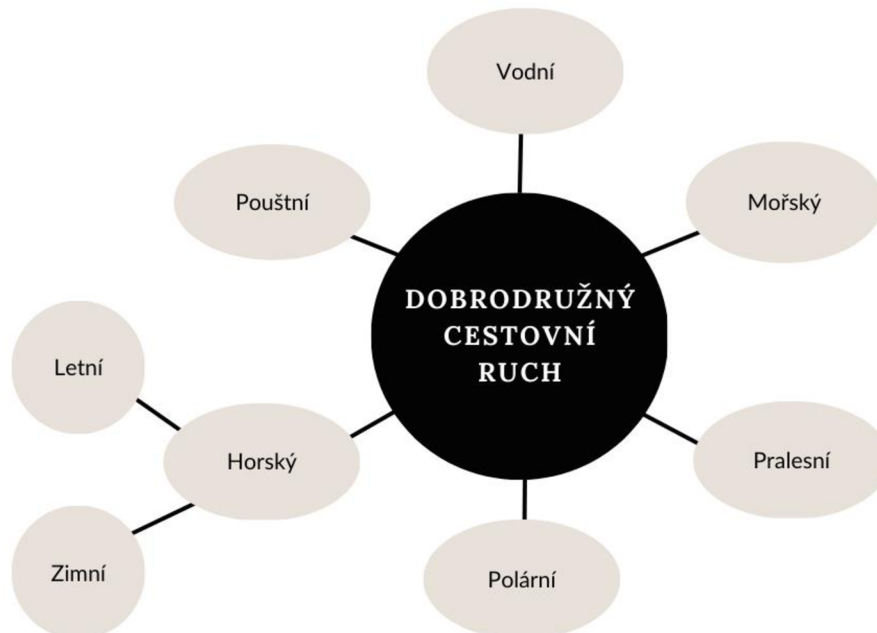 Vodní
Pouštní
Mořský
DOBRODRUŽNÝ
CESTOVNÍ
RUCH
Letní
Horský
Pralesní
Zimní
Polární